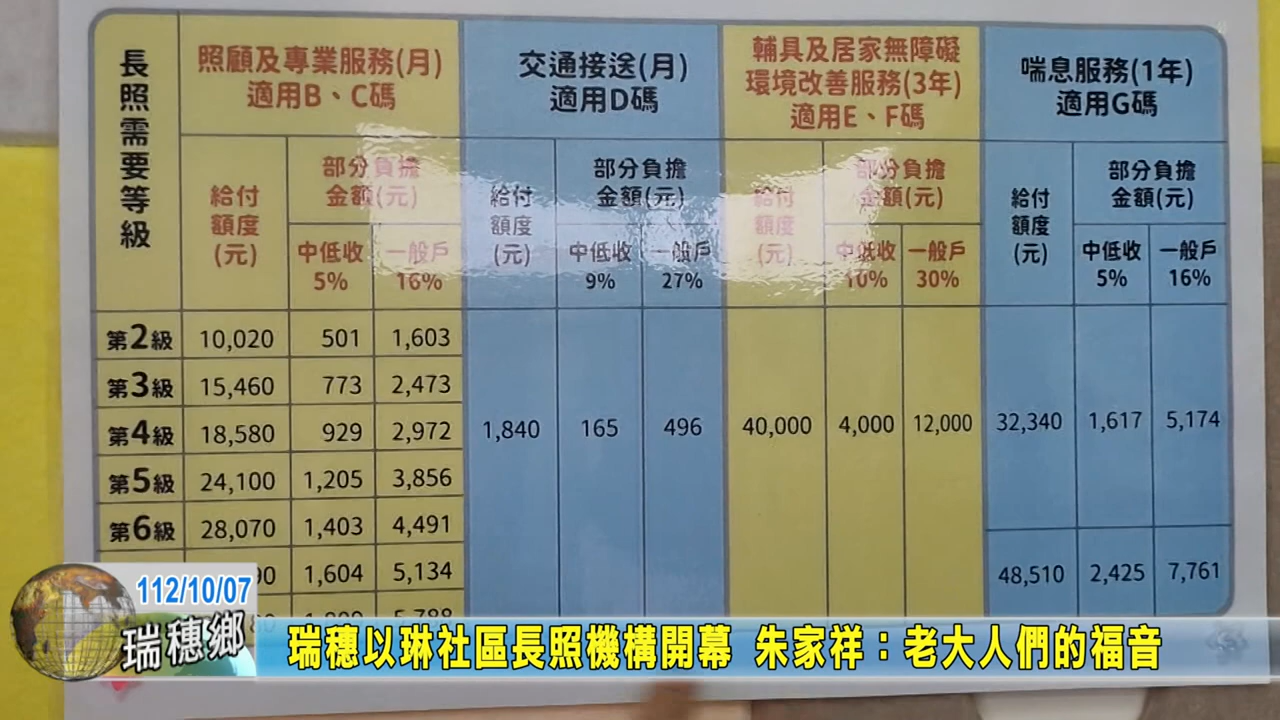 長照需要等級
照顧及專業服務(月)
適用B、C碼
交通接送(月)
適用D碼
輔具及居家無障礙
環境改善服務(3年)
適用E、F碼
喘息服務(1年)
適用G碼
給付
額度
(元)
部分負擔
金額(元)
中低收
5%
一般戶
16%
給付
額度
(元)
部分負擔
金額(元)
中低收
9%
一般戶
27%
給付
額度
(元)
部分負擔
金額(元)
中低收
10%
一般戶
30%
給付
額度
(元)
部分負擔
金額(元)
中低收
5%
一般戶
16%
第2級 10,020 501 1,603
第3級 15,460 773 2,473
第4級 18,580 929 2,972
第5級 24,100 1,205 3,856
第6級 28,070 1,403 4,491
1,604 5,134
1,840 165 496
40,000 4,000 12,000
32,340 1,617 5,174
48,510 2,425 7,761
112/10/07
瑞穗鄉
瑞穗以琳社區長照機構開幕 朱家祥：老大人們的福音